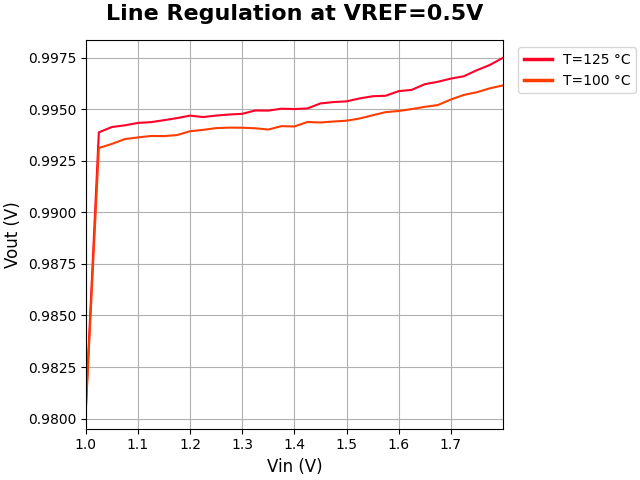 Line Regulation at VREF=0.5V
T=125 °C
T=100 °C
Vout (V)
0.9975
0.9950
0.9925
0.9900
0.9875
0.9850
0.9825
0.9800
1.0 1.1 1.2 1.3 1.4 1.5 1.6 1.7
Vin (V)